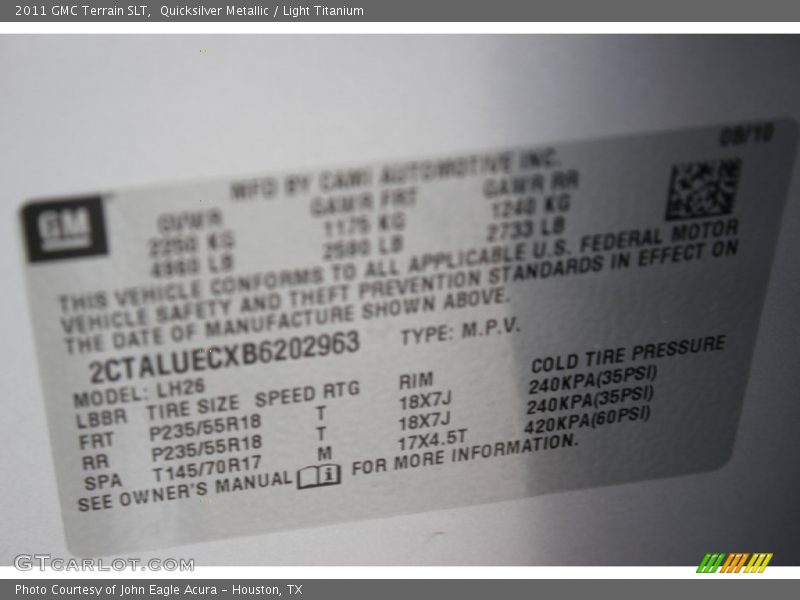 2011 GMC Terrain SLT, Quicksilver Metallic / Light Titanium
08/10
MFD BY CAMI AUTOMOTIVE INC.
GM
GVWR GAWR FRT GAWR RR
2250 KG 1175 KG 1240 KG
4960 LB 2590 LB 2733 LB
THIS VEHICLE CONFORMS TO ALL APPLICABLE U.S. FEDERAL MOTOR
VEHICLE SAFETY AND THEFT PREVENTION STANDARDS IN EFFECT ON
THE DATE OF MANUFACTURE SHOWN ABOVE.
2CTALUECXB6202963 TYPE: M.P.V.
MODEL: LH26
LBBR TIRE SIZE SPEED RTG RIM COLD TIRE PRESSURE
FRT P235/55R18 T 18X7J 240KPA(35PSI)
RR P235/55R18 T 18X7J 240KPA(35PSI)
SPA T145/70R17 M 17X4.5T 420KPA(60PSI)
SEE OWNER'S MANUAL i FOR MORE INFORMATION.
GTcarlot.com
Photo Courtesy of John Eagle Acura – Houston, TX